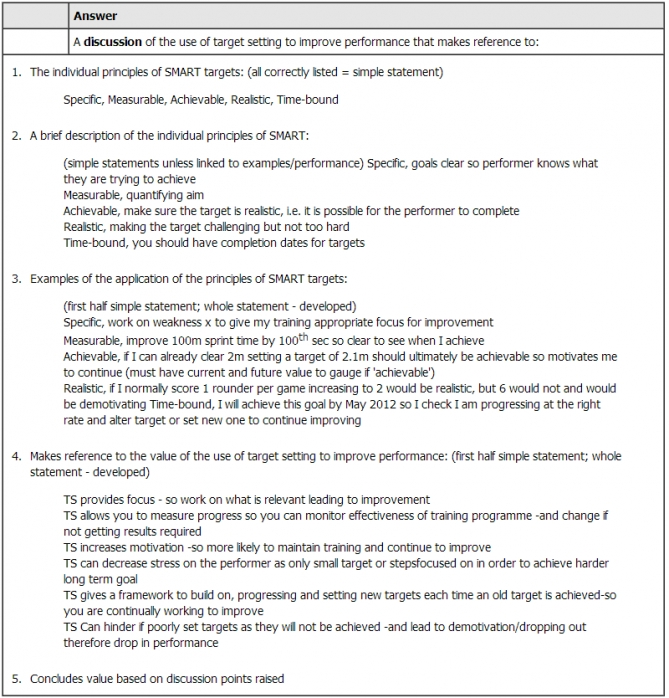 Answer
A discussion of the use of target setting to improve performance that makes reference to:
1. The individual principles of SMART targets: (all correctly listed = simple statement)
Specific, Measurable, Achievable, Realistic, Time-bound
2. A brief description of the individual principles of SMART:
(simple statements unless linked to examples/performance) Specific, goals clear so performer knows what
they are trying to achieve
Measurable, quantifying aim
Achievable, make sure the target is realistic, i.e. it is possible for the performer to complete
Realistic, making the target challenging but not too hard
Time-bound, you should have completion dates for targets
3. Examples of the application of the principles of SMART targets:
(first half simple statement; whole statement - developed)
Specific, work on weakness x to give my training appropriate focus for improvement
Measurable, improve 100m sprint time by 100th sec so clear to see when I achieve
Achievable, if I can already clear 2m setting a target of 2.1m should ultimately be achievable so motivates me
to continue (must have current and future value to gauge if 'achievable')
Realistic, if I normally score 1 rounder per game increasing to 2 would be realistic, but 6 would not and would
be demotivating Time-bound, I will achieve this goal by May 2012 so I check I am progressing at the right
rate and alter target or set new one to continue improving
4. Makes reference to the value of the use of target setting to improve performance: (first half simple statement; whole
statement - developed)
TS provides focus - so work on what is relevant leading to improvement
TS allows you to measure progress so you can monitor effectiveness of training programme -and change if
not getting results required
TS increases motivation -so more likely to maintain training and continue to improve
TS can decrease stress on the performer as only small target or stepsfocused on in order to achieve harder
long term goal
TS gives a framework to build on, progressing and setting new targets each time an old target is achieved-so
you are continually working to improve
TS Can hinder if poorly set targets as they will not be achieved -and lead to demotivation/dropping out
therefore drop in performance
5. Concludes value based on discussion points raised